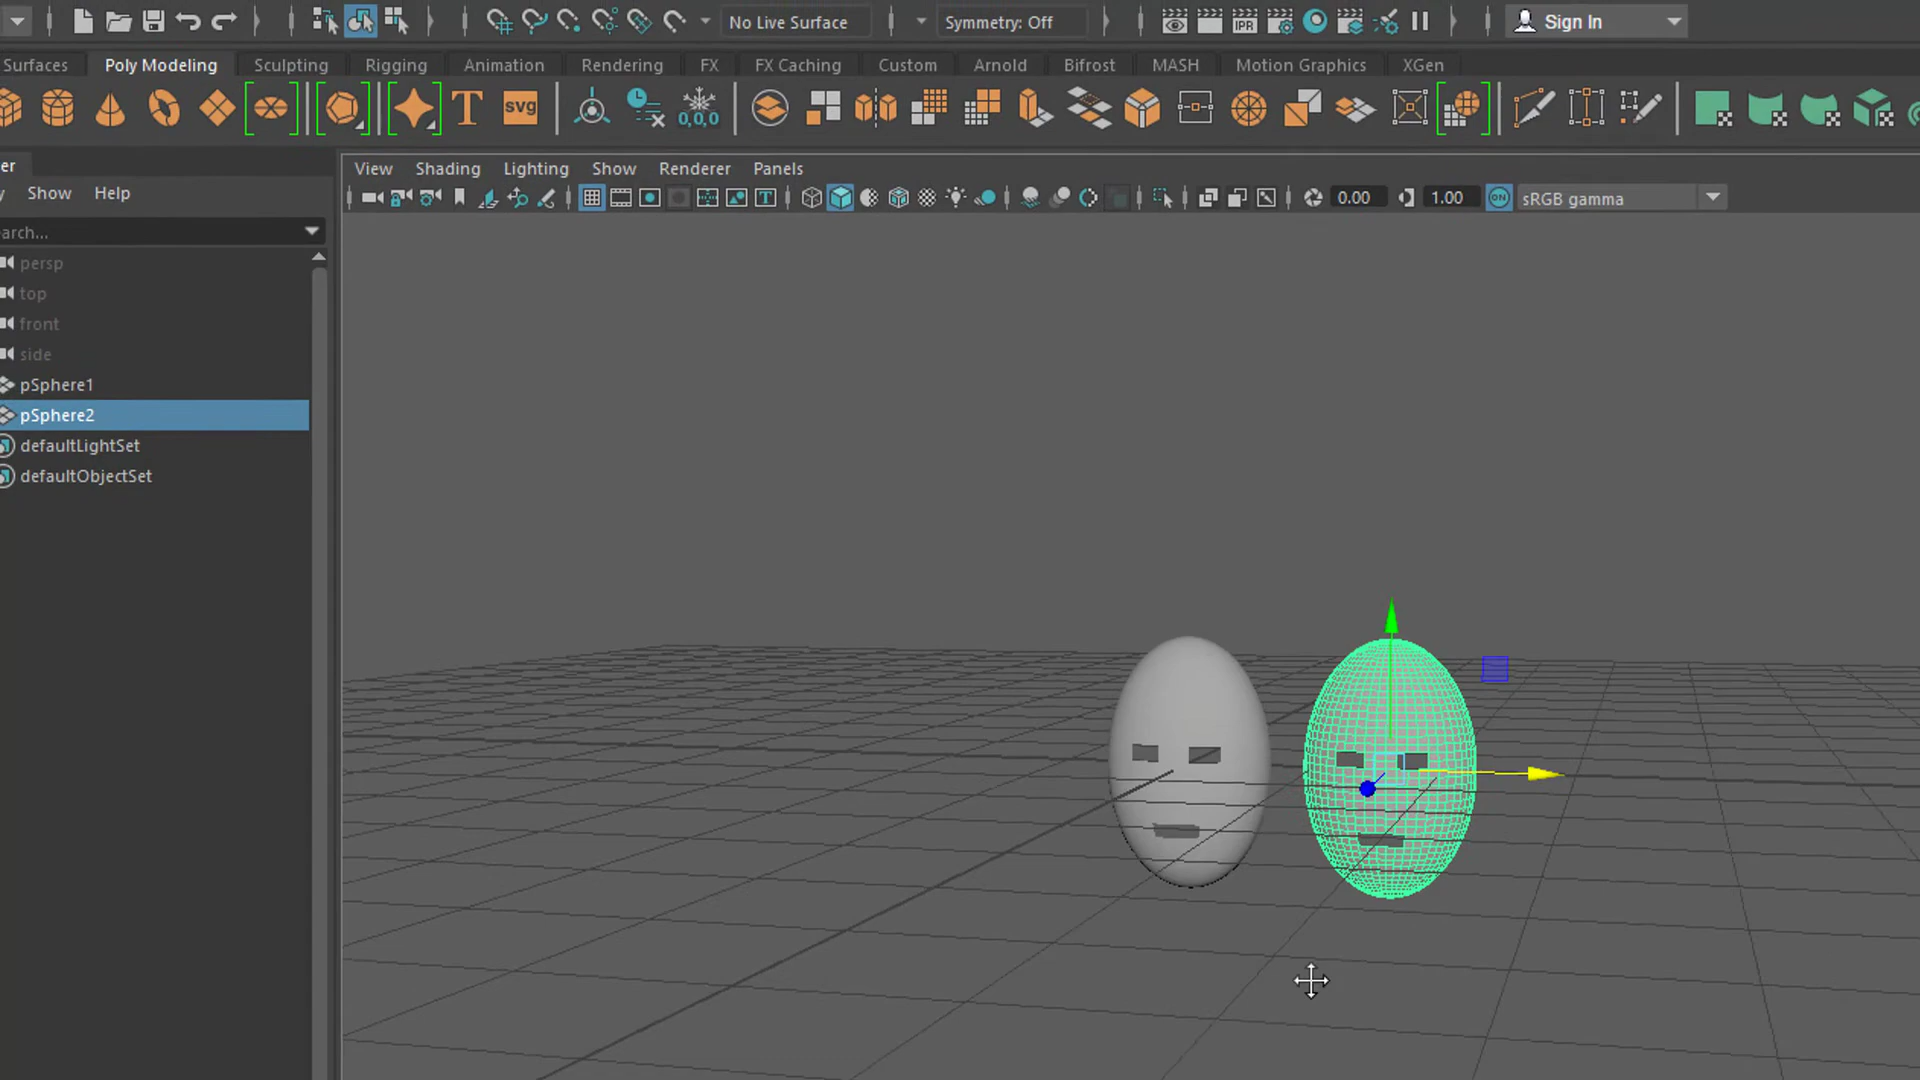 No Live Surface
Symmetry: Off
IPR
Sign In
Surfaces
Poly Modeling
Sculpting
Rigging
Animation
Rendering
FX
FX Caching
Custom
Arnold
Bifrost
MASH
Motion Graphics
XGen
T
svg
0,0,0
er
View
Shading
Lighting
Show
Renderer
Panels
y
Show
Help
T
0.00
1.00
ON
sRGB gamma
arch...
persp
top
front
side
pSphere1
pSphere2
defaultLightSet
defaultObjectSet